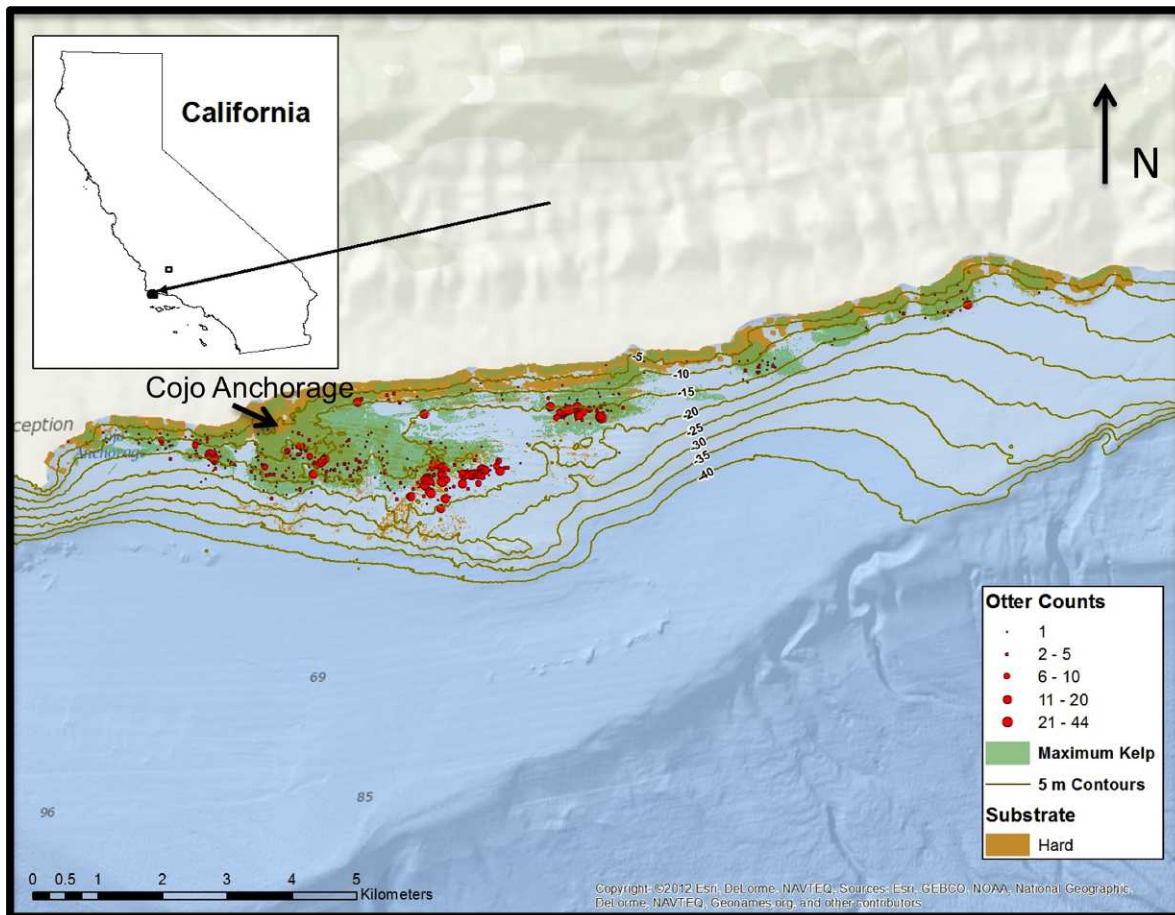 California
N
Cojo Anchorage
ception
Cojo
Anchorage
-5
-10
-15
-20
-25
-30
-35
-40
69
85
96
Otter Counts
1
2 - 5
6 - 10
11 - 20
21 - 44
Maximum Kelp
5 m Contours
Substrate
Hard
0 0.5 1 2 3 4 5
Kilometers
Copyright: ©2012 Esri, DeLorme, NAVTEQ, Sources: Esri, GEBCO, NOAA, National Geographic,
DeLorme, NAVTEQ, Geonames.org, and other contributors